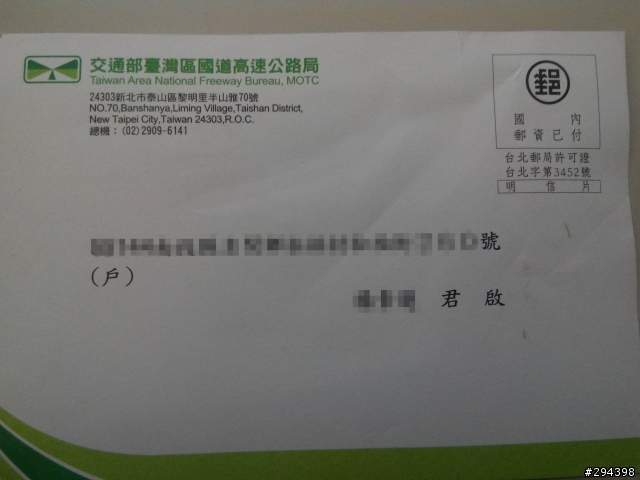 交通部臺灣區國道高速公路局
Taiwan Area National Freeway Bureau, MOTC
24303新北市泰山區黎明里半山雅70號
NO.70,Banshanya,Liming Village,Taishan District,
New Taipei City,Taiwan 24303,R.O.C.
總機：(02)2909-6141
郵
國 內
郵資已付
台北郵局許可證
台北字第3452號
明 信 片
號
(戶)
君 啟
#294398